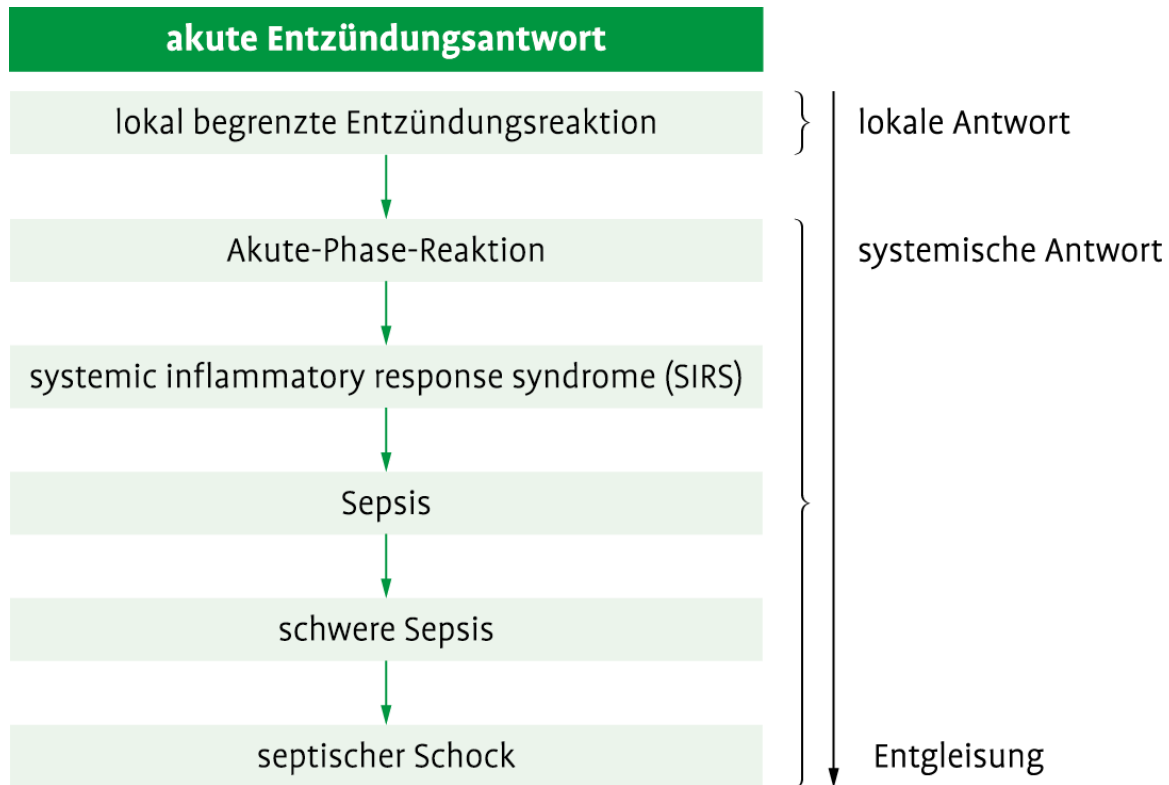 akute Entzündungsantwort
lokal begrenzte Entzündungsreaktion
lokale Antwort
Akute-Phase-Reaktion
systemische Antwort
systemic inflammatory response syndrome (SIRS)
Sepsis
schwere Sepsis
septischer Schock
Entgleisung